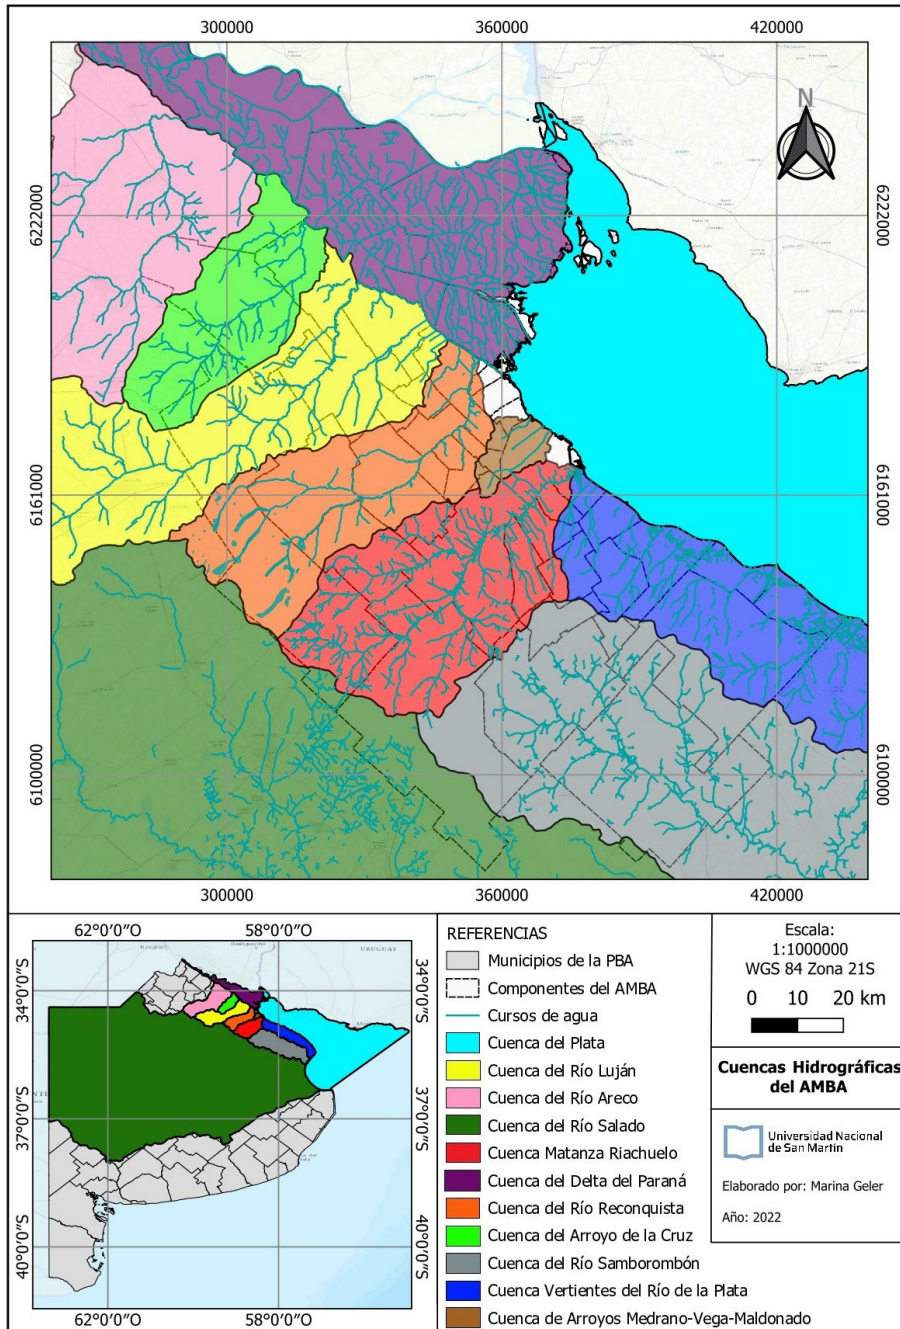 300000 360000 420000
N
6222000 6222000
6161000 6161000
6100000 6100000
300000 360000 420000
62°0'0"S 58°0'0"S
URUGUAY
34°0'0"S 34°0'0"S
37°0'0"S 37°0'0"S
40°0'0"S 40°0'0"S
62°0'0"S 58°0'0"S
REFERENCIAS
Municipios de la PBA
Componentes del AMBA
Cursos de agua
Cuenca del Plata
Cuenca del Río Luján
Cuenca del Río Areco
Cuenca del Río Salado
Cuenca Matanza Riachuelo
Cuenca del Delta del Paraná
Cuenca del Río Reconquista
Cuenca del Arroyo de la Cruz
Cuenca del Río Samborombón
Cuenca Vertientes del Río de la Plata
Cuenca de Arroyos Medrano-Vega-Maldonado
Escala:
1:1000000
WGS 84 Zona 21S
0 10 20 km
Cuencas Hidrográficas
del AMBA
Universidad Nacional
de San Martín
Elaborado por: Marina Geler
Año: 2022